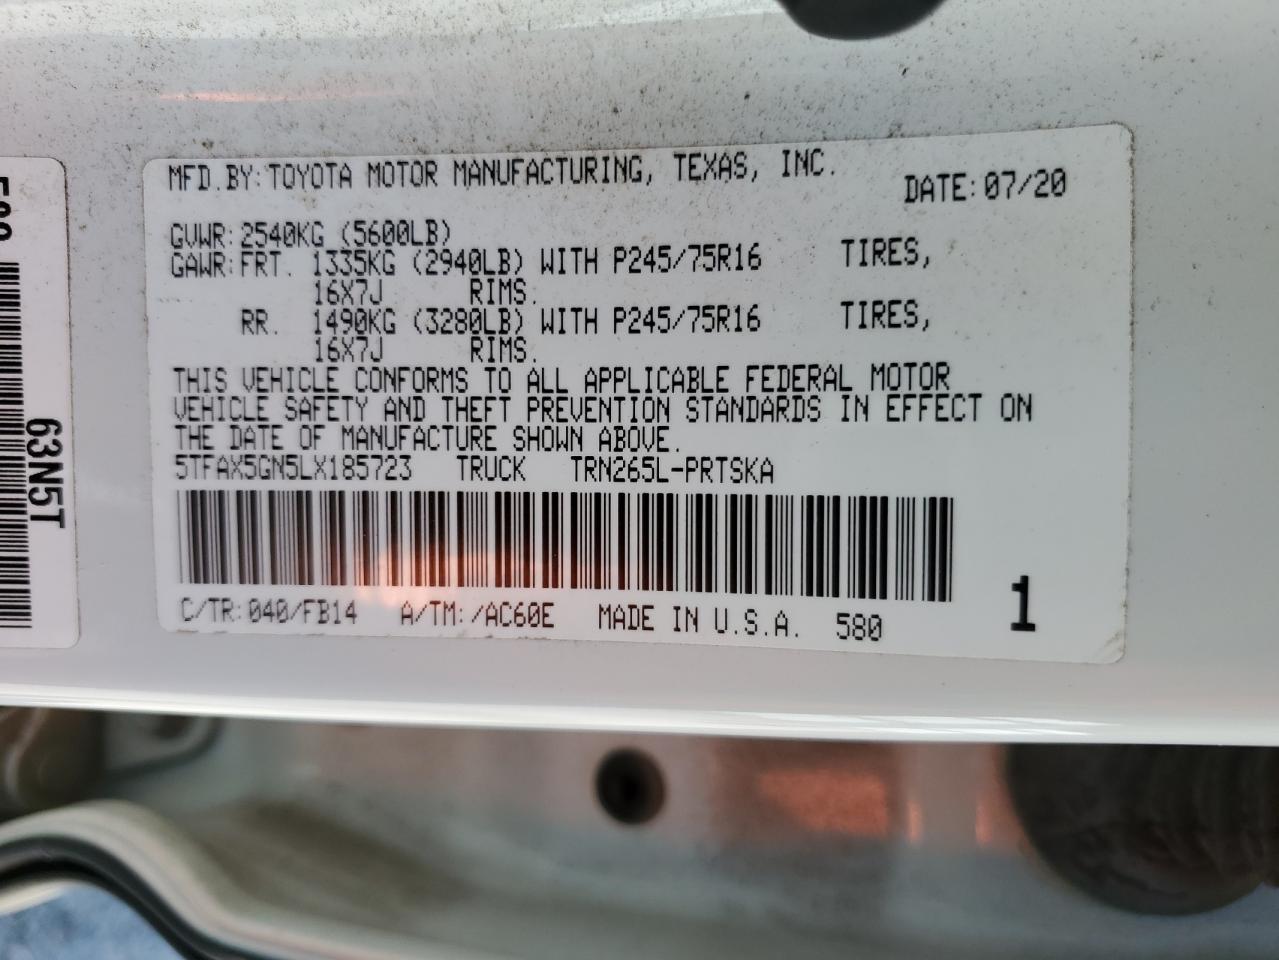 MFD.BY:TOYOTA MOTOR MANUFACTURING, TEXAS, INC. DATE:07/20
GVWR:2540KG (5600LB)
GAWR:FRT. 1335KG (2940LB) WITH P245/75R16 TIRES,
16X7J RIMS.
RR. 1490KG (3280LB) WITH P245/75R16 TIRES,
16X7J RIMS.
THIS VEHICLE CONFORMS TO ALL APPLICABLE FEDERAL MOTOR
VEHICLE SAFETY AND THEFT PREVENTION STANDARDS IN EFFECT ON
THE DATE OF MANUFACTURE SHOWN ABOVE.
5TFAX5GN5LX185723 TRUCK TRN265L-PRTSKA
C/TR:040/FB14 A/TM:/AC60E MADE IN U.S.A. 580
1
63N5T